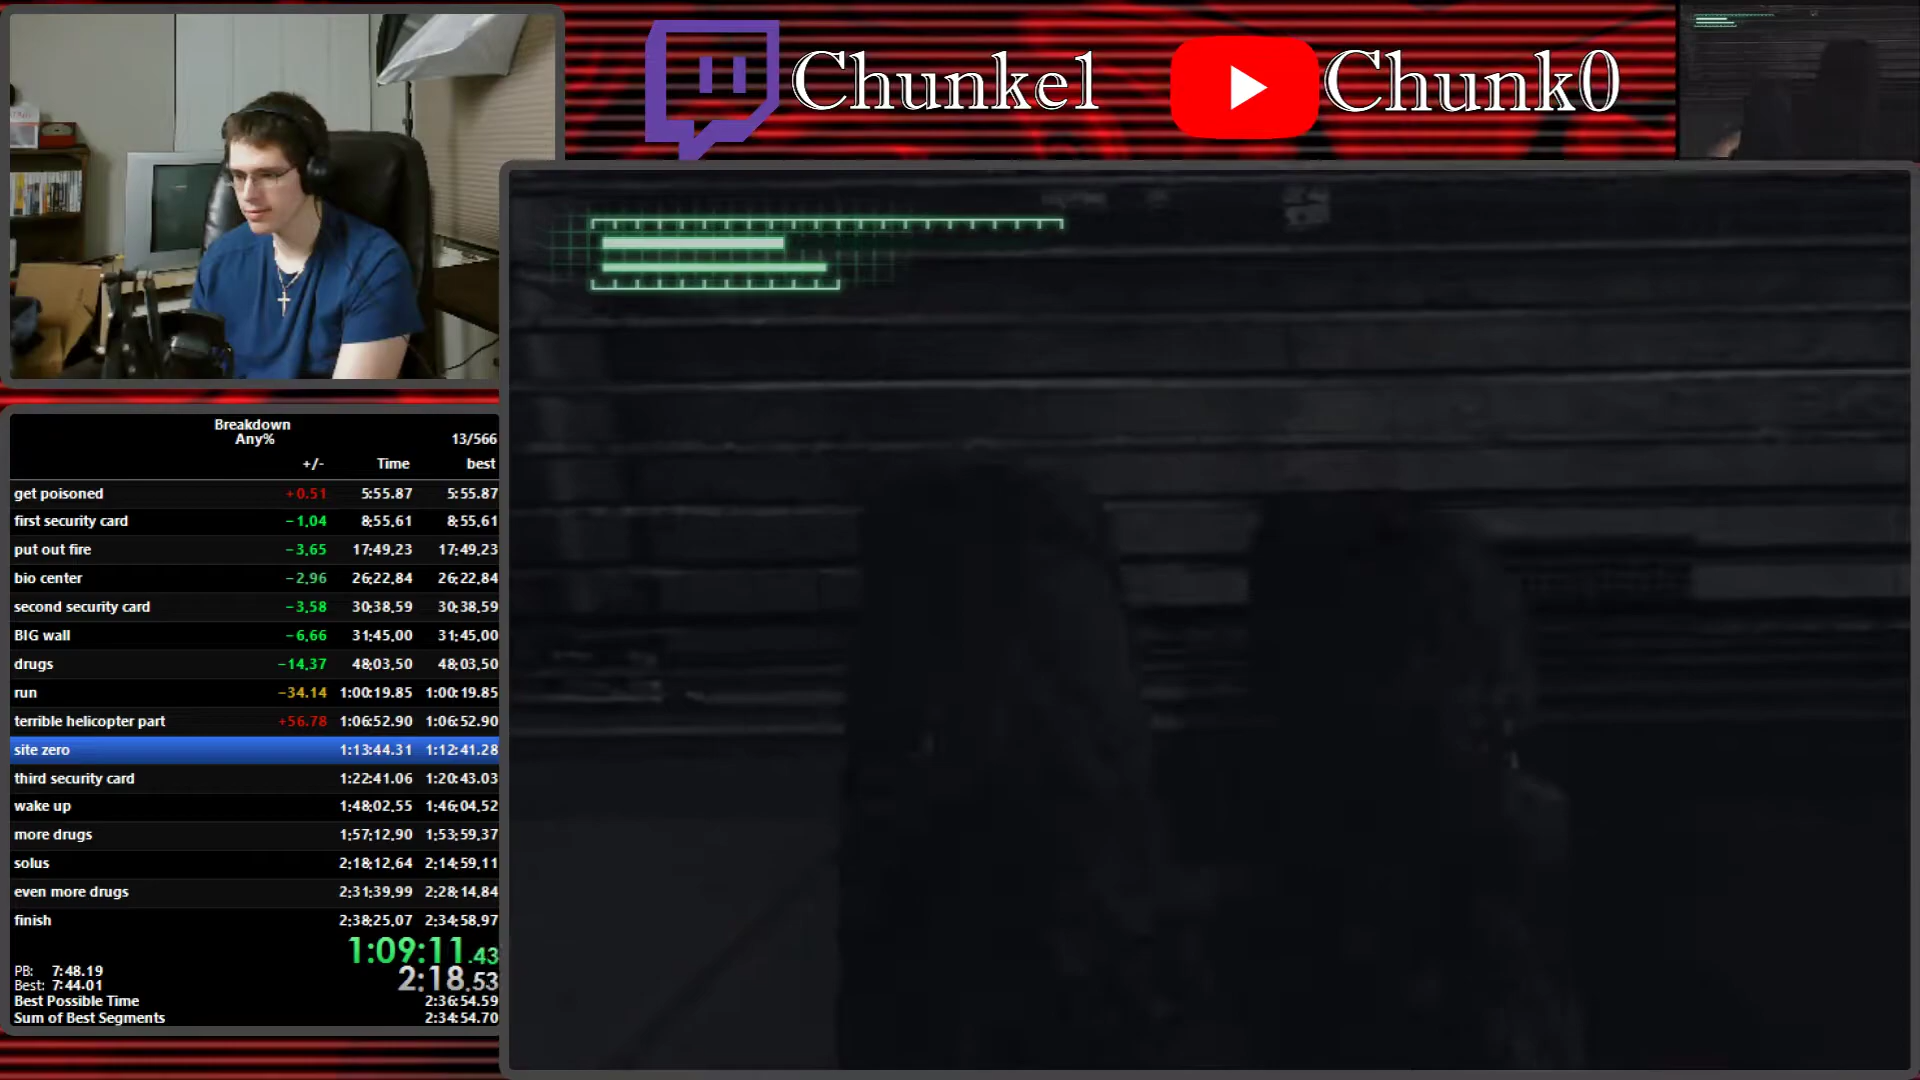 Chunkel
Chunk0
Breakdown
Any% 13/566
+/- Time best
get poisoned +0.51 5:55.87 5:55.87
first security card −1.04 8:55.61 8:55.61
put out fire −3.65 17:49.23 17:49.23
bio center −2.96 26:22.84 26:22.84
second security card −3.58 30:38.59 30:38.59
BIG wall −6.66 31:45.00 31:45.00
drugs −14.37 48:03.50 48:03.50
run −34.14 1:00:19.85 1:00:19.85
terrible helicopter part +56.78 1:06:52.90 1:06:52.90
site zero 1:13:44.31 1:12:41.28
third security card 1:22:41.06 1:20:43.03
wake up 1:48:02.55 1:46:04.52
more drugs 1:57:12.90 1:53:59.37
solus 2:18:12.64 2:14:59.11
even more drugs 2:31:39.99 2:28:14.84
finish 2:38:25.07 2:34:58.97
1:09:11.43
PB: 7:48.19
2:18.53
Best: 7:44.01
Best Possible Time 2:36:54.59
Sum of Best Segments 2:34:54.70